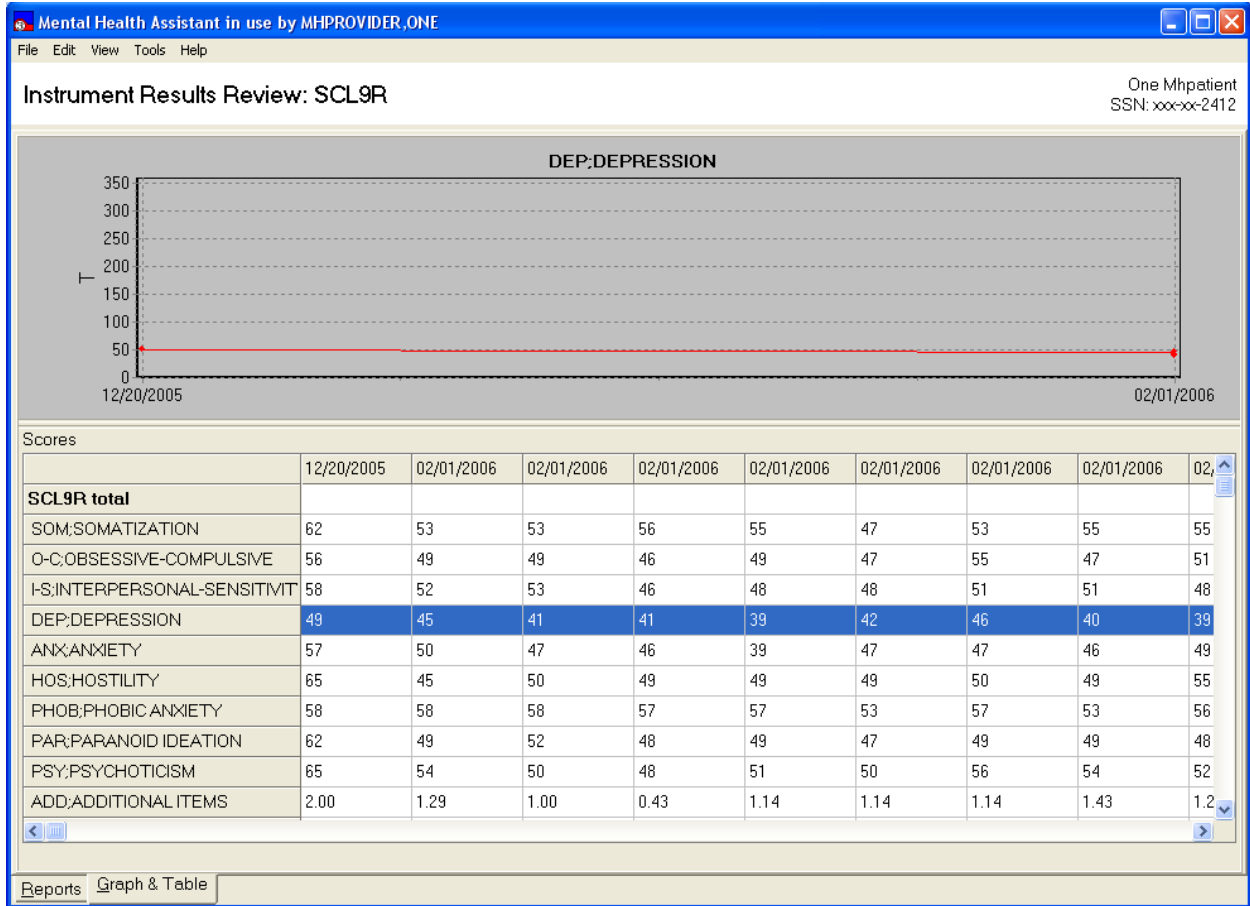 Mental Health Assistant in use by MHPROVIDER,ONE
File Edit View Tools Help
Instrument Results Review: SCL9R
One Mhpatient
SSN: xxx-xx-2412
DEP;DEPRESSION
350
300
250
200
150
100
50
0
T
12/20/2005 02/01/2006
Scores
12/20/2005 02/01/2006 02/01/2006 02/01/2006 02/01/2006 02/01/2006 02/01/2006 02/01/2006 02/
SCL9R total
SOM;SOMATIZATION 62 53 53 56 55 47 53 55 55
O-C;OBSESSIVE-COMPULSIVE 56 49 49 46 49 47 55 47 51
I-S;INTERPERSONAL-SENSITIVIT 58 52 53 46 48 48 51 51 48
DEP;DEPRESSION 49 45 41 41 39 42 46 40 39
ANX;ANXIETY 57 50 47 46 39 47 47 46 49
HOS;HOSTILITY 65 45 50 49 49 49 50 49 55
PHOB;PHOBIC ANXIETY 58 58 58 57 57 53 57 53 56
PAR;PARANOID IDEATION 62 49 52 48 49 47 49 49 48
PSY;PSYCHOTICISM 65 54 50 48 51 50 56 54 52
ADD;ADDITIONAL ITEMS 2.00 1.29 1.00 0.43 1.14 1.14 1.14 1.43 1.2
Reports Graph & Table